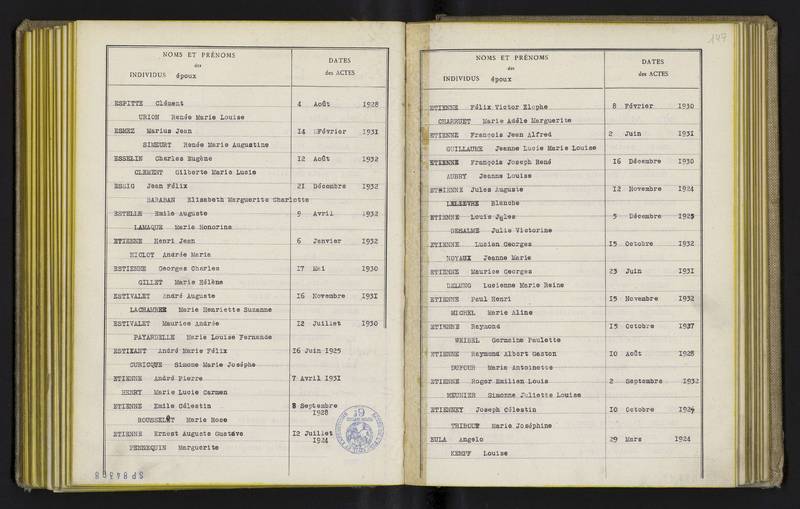 NOMS ET PRÉNOMS
des
INDIVIDUS époux
DATES
des ACTES
ESPITTE Clément 4 Août 1928
URION Renée Marie Louise
ESMEZ Marius Jean 14 Février 1931
SIMEURT Renée Marie Augustine
ESSELIN Charles Eugène 12 Août 1932
CLEMENT Gilberte Marie Lucie
ESSIG Jean Félix 21 Décembre 1932
BARABAN Elisabeth Marguerite Charlotte
ESTELLE Emile Auguste 9 Avril 1932
LAMAQUE Marie Honorine
ETIENNE Henri Jean 6 Janvier 1932
NICLOT Andrée Marie
ESTIENNE Georges Charles 17 Mai 1930
GILLET Marie Hélène
ESTIVALET André Auguste 16 Novembre 1931
LACHAMBRE Marie Henriette Suzanne
ESTIVALET Maurice Andrée 12 Juillet 1930
PAYARDELLE Marie Louise Fernande
ESTIZANT André Marie Félix 16 Juin 1925
CURICQUE Simone Marie Josèphe
ETIENNE André Pierre 7 Avril 1931
HENRY Marie Lucie Carmen
ETIENNE Emile Célestin 8 Septembre
1928
ROUSSELOT Marie Rose
ETIENNE Ernest Auguste Gustave 12 Juillet
1924
PERREQUIN Marguerite
SP84398
147
NOMS ET PRÉNOMS
des
INDIVIDUS époux
DATES
des ACTES
ETIENNE Félix Victor Elophe 8 Février 1930
CHARRUET Marie Adèle Marguerite
ETIENNE François Jean Alfred 2 Juin 1931
GUILLAUME Jeanne Lucie Marie Louise
ETIENNE François Joseph René 16 Décembre 1930
AUBRY Jeanne Louise
ETIENNE Jules Auguste 12 Novembre 1924
LELEEVRE Blanche
ETIENNE Louis Jules 5 Décembre 1925
DESALME Julie Victorine
ETIENNE Lucien Georges 15 Octobre 1932
NOYAUX Jeanne Marie
ETIENNE Maurice Georges 23 Juin 1931
DELONG Lucienne Marie Reine
ETIENNE Paul Henri 15 Novembre 1932
MICHEL Marie Aline
ETIENNE Raymond 15 Octobre 1927
WEIBEL Germaine Paulette
ETIENNE Raymond Albert Gaston 10 Août 1928
DUFOUR Marie Antoinette
ETIENNE Roger Emilien Louis 2 Septembre 1932
MEUNIER Simonne Juliette Louise
ETIENNEY Joseph Célestin 10 Octobre 1924
THIBOUT Marie Joséphine
EULA Angelo 29 Mars 1924
KEMPF Louise